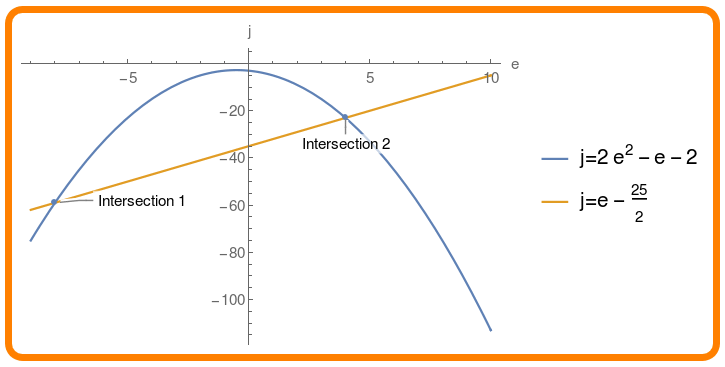 j
e
−5
5
10
−20
−40
−60
−80
−100
Intersection 2
Intersection 1
j=2 e² − e − 2
j=e − 25/2